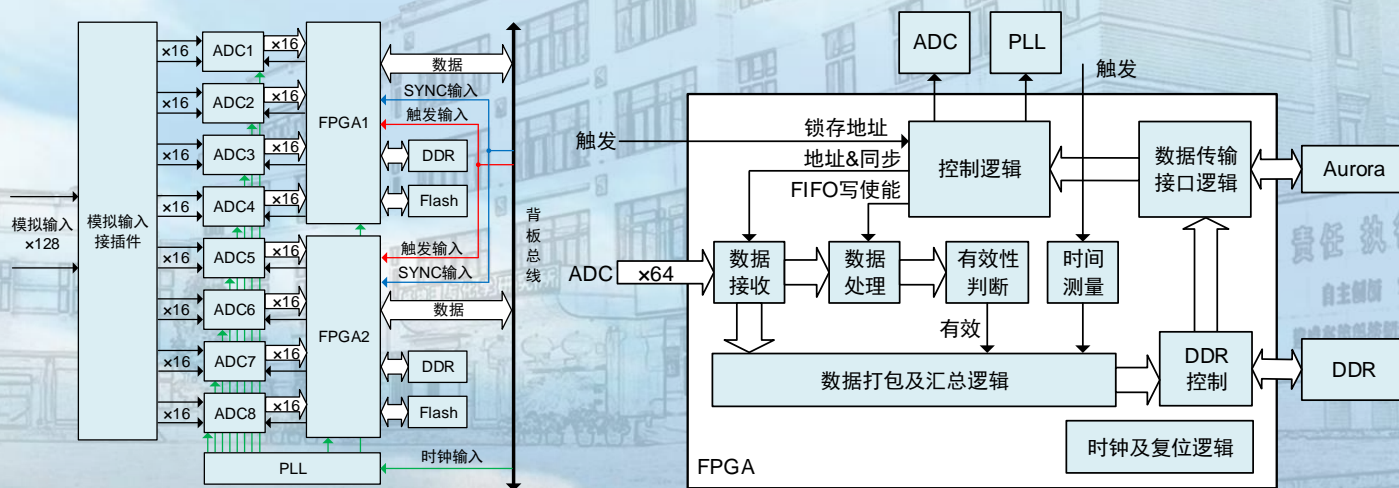 模拟输入
×128
模拟输入
接插件
×16
ADC1
×16
×16
ADC2
×16
×16
ADC3
×16
×16
ADC4
×16
×16
ADC5
×16
×16
ADC6
×16
×16
ADC7
×16
×16
ADC8
×16
FPGA1
FPGA2
PLL
数据
SYNC输入
触发输入
DDR
Flash
触发输入
SYNC输入
数据
DDR
Flash
时钟输入
背板总线
ADC
PLL
触发
触发
锁存地址
地址&同步
FIFO写使能
控制逻辑
数据传输
接口逻辑
Aurora
ADC
×64
数据
接收
数据
处理
有效性
判断
时间
测量
有效
数据打包及汇总逻辑
DDR
控制
DDR
时钟及复位逻辑
FPGA
责任 执
自主创新